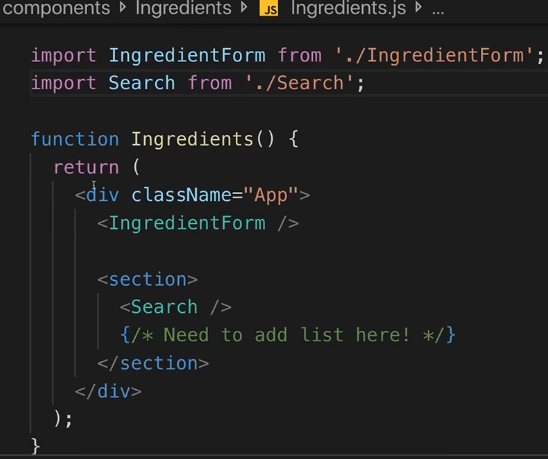 components > Ingredients > JS Ingredients.js > ...
import IngredientForm from './IngredientForm';
import Search from './Search';
function Ingredients() {
return (
<div className="App">
<IngredientForm />
<section>
<Search />
{/* Need to add list here! */}
</section>
</div>
);
}